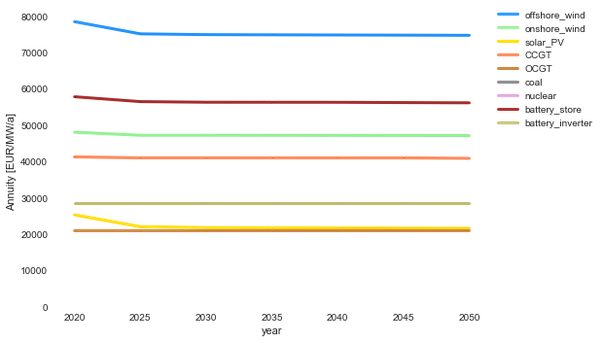 80000
70000
60000
50000
40000
30000
20000
10000
0
Annuity [EUR/MW/a]
2020 2025 2030 2035 2040 2045 2050
year
offshore_wind
onshore_wind
solar_PV
CCGT
OCGT
coal
nuclear
battery_store
battery_inverter